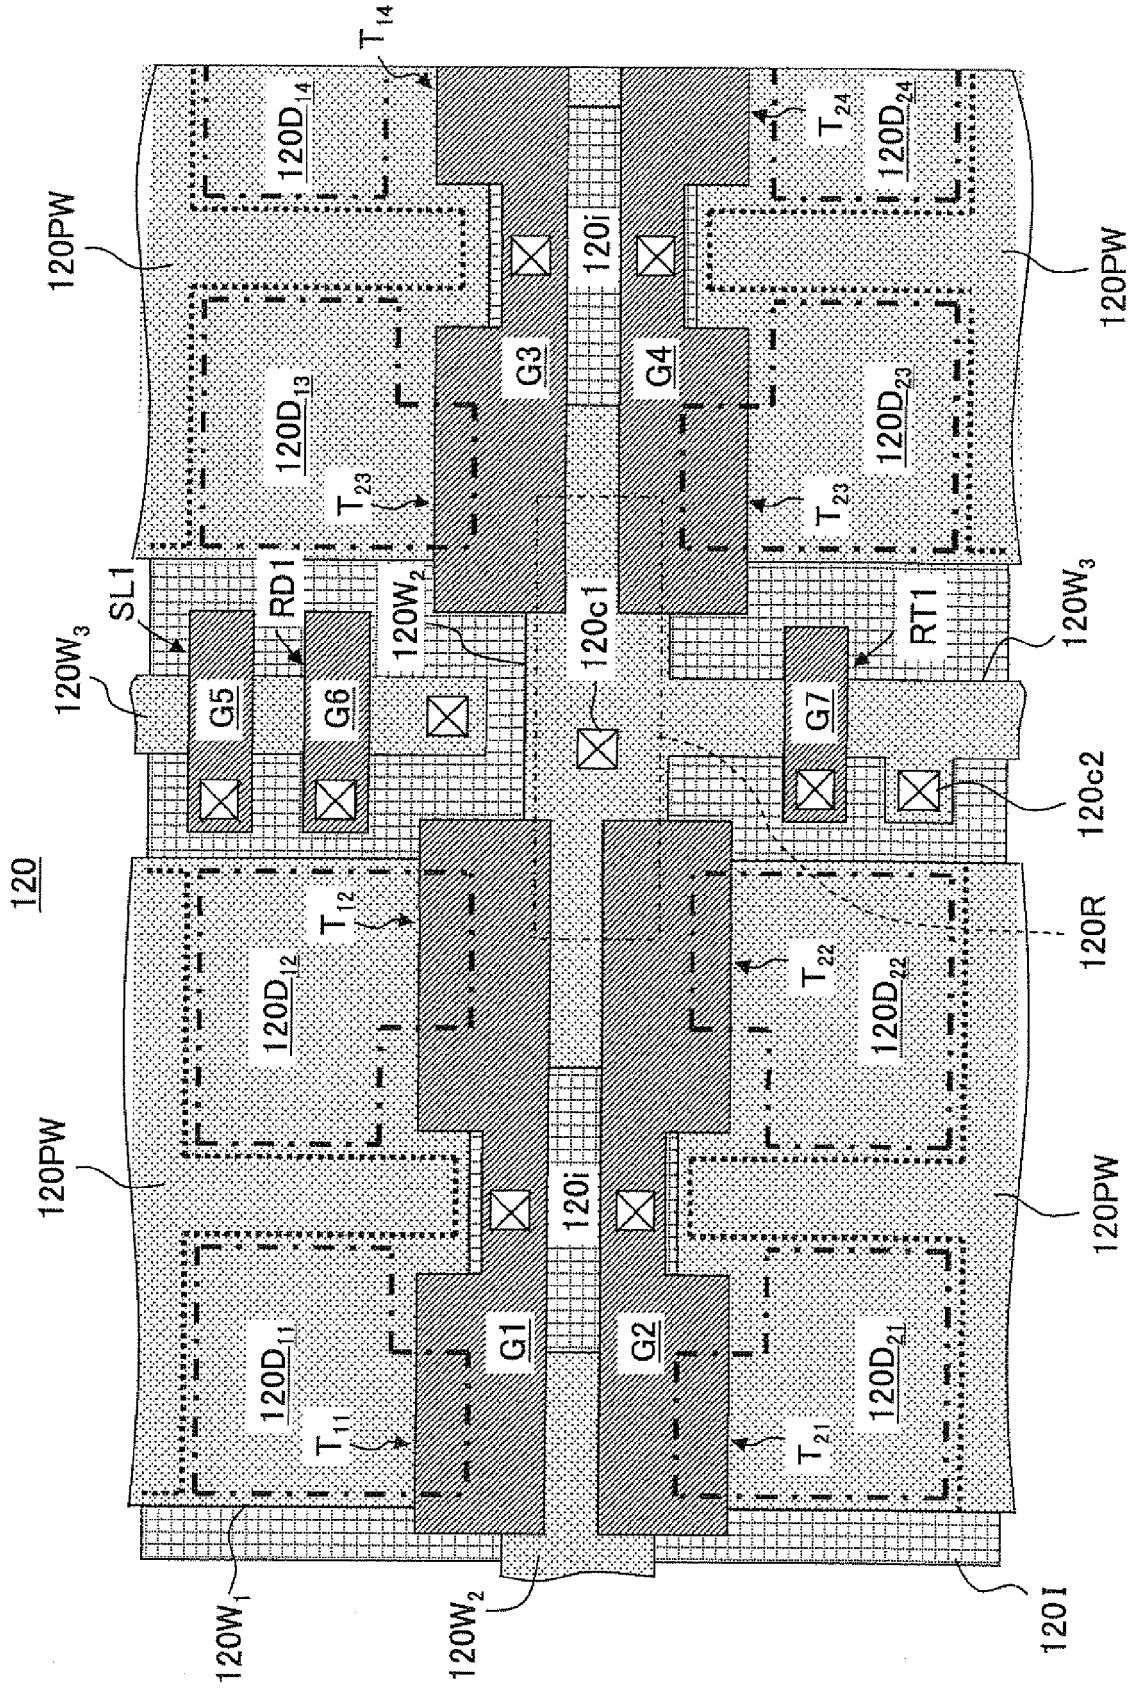 120
120PW
120W₃
120PW
SL1
T₁₄
120W₁
120D₁₁
120D₁₂
G5
RD1
120D₁₃
120D₁₄
T₁₁
T₁₂
G6
T₂₃
120W₂
120W₂
G1
G3
120i
120c1
120i
G2
G4
T₂₁
T₂₂
G7
T₂₃
T₂₄
120D₂₁
120D₂₂
RT1
120D₂₃
120D₂₄
120I
120PW
120R
120c2
120W₃
120PW